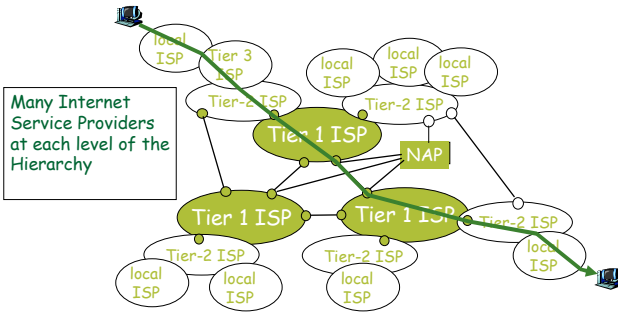 local
ISP
Tier 3
ISP
local
ISP
local
ISP
local
ISP
Many Internet
Service Providers
at each level of the
Hierarchy
Tier-2 ISP
Tier-2 ISP
Tier 1 ISP
NAP
Tier 1 ISP
Tier 1 ISP
Tier-2 ISP
Tier-2 ISP
Tier-2 ISP
local
ISP
local
ISP
local
ISP
local
ISP